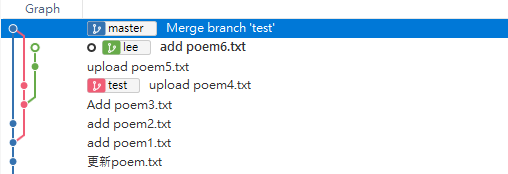 Graph
master Merge branch 'test'
lee add poem6.txt
upload poem5.txt
test upload poem4.txt
Add poem3.txt
add poem2.txt
add poem1.txt
更新poem.txt